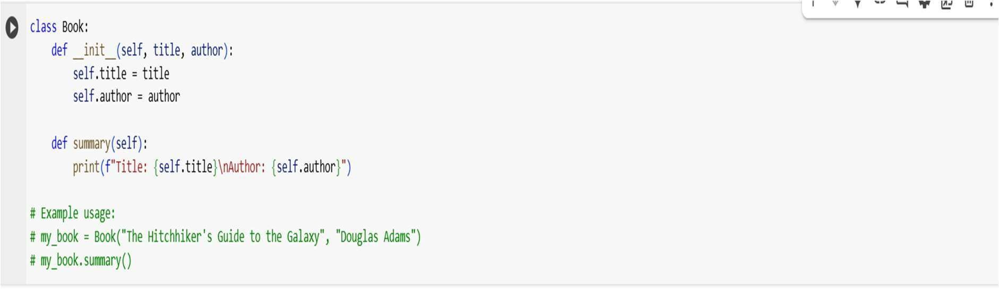 class Book:
    def __init__(self, title, author):
        self.title = title
        self.author = author
    def summary(self):
        print(f"Title: {self.title}\nAuthor: {self.author}")
# Example usage:
# my_book = Book("The Hitchhiker's Guide to the Galaxy", "Douglas Adams")
# my_book.summary()